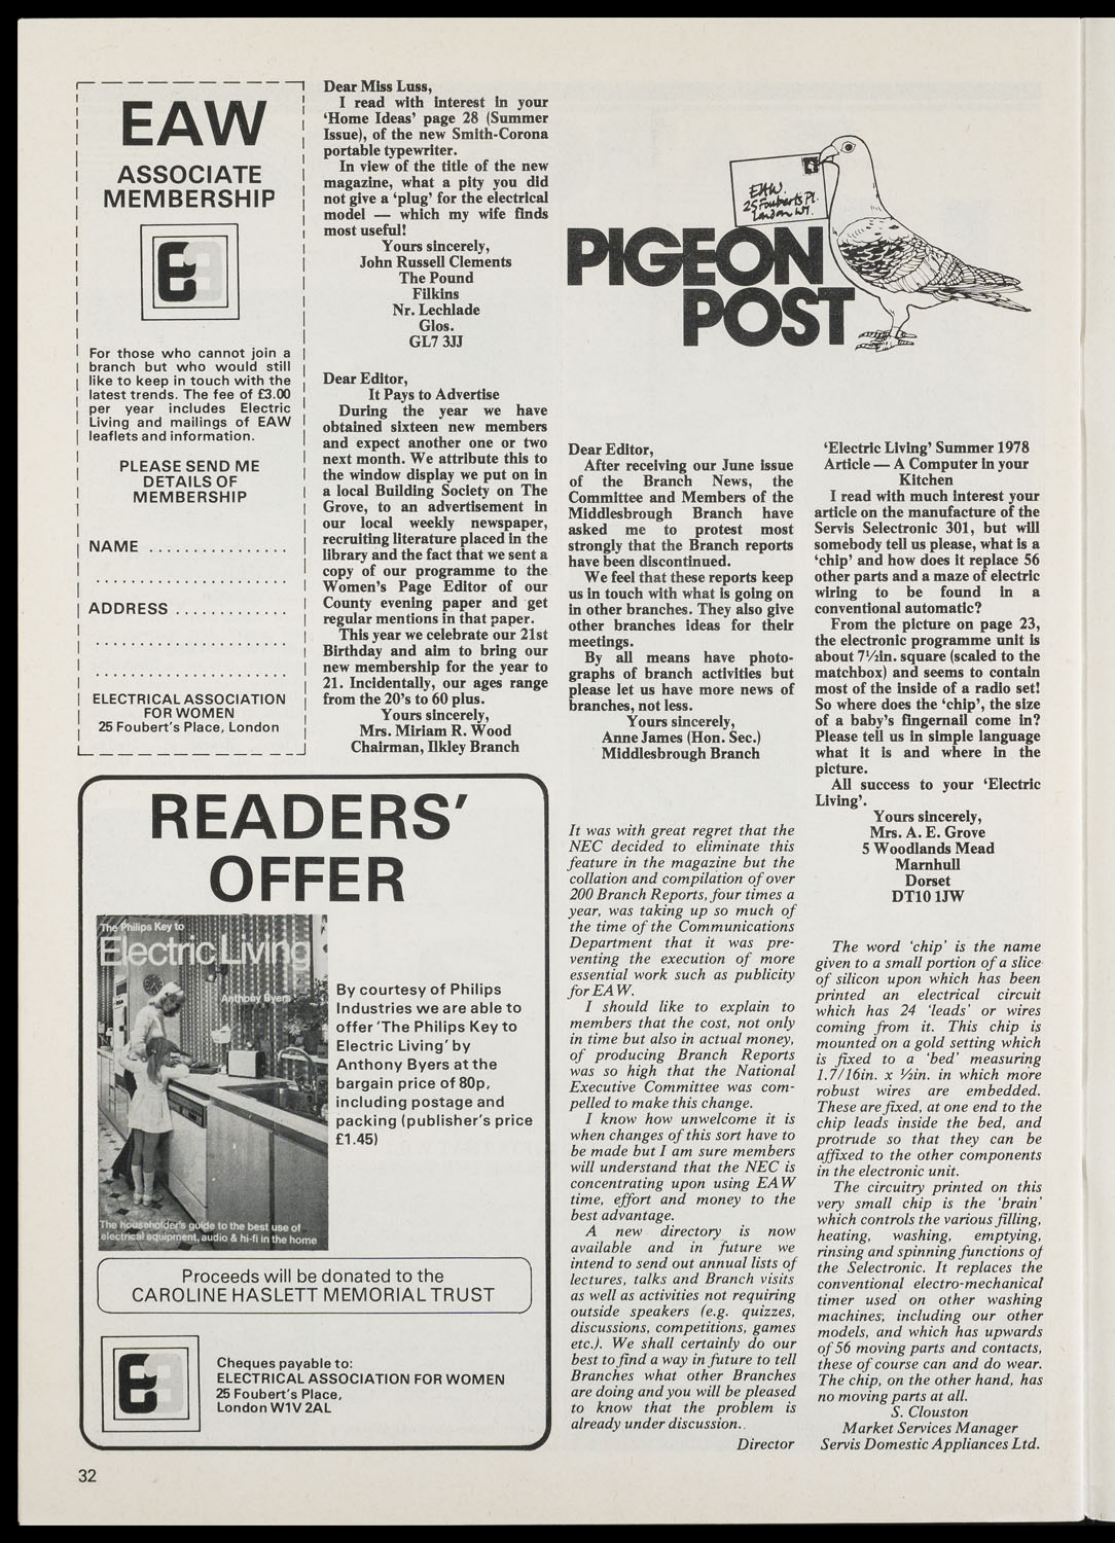 EAW
ASSOCIATE
MEMBERSHIP
For those who cannot join a
branch but who would still
like to keep in touch with the
latest trends. The fee of £3.00
per year includes Electric
Living and mailings of EAW
leaflets and information.
PLEASE SEND ME
DETAILS OF
MEMBERSHIP
NAME ................
......................
ADDRESS .............
......................
......................
ELECTRICAL ASSOCIATION
FOR WOMEN
25 Foubert's Place, London
Dear Miss Luss,
I read with interest in your
‘Home Ideas’ page 28 (Summer
Issue), of the new Smith-Corona
portable typewriter.
In view of the title of the new
magazine, what a pity you did
not give a ‘plug’ for the electrical
model — which my wife finds
most useful!
Yours sincerely,
John Russell Clements
The Pound
Filkins
Nr. Lechlade
Glos.
GL7 3JJ
Dear Editor,
It Pays to Advertise
During the year we have
obtained sixteen new members
and expect another one or two
next month. We attribute this to
the window display we put on in
a local Building Society on The
Grove, to an advertisement in
our local weekly newspaper,
recruiting literature placed in the
library and the fact that we sent a
copy of our programme to the
Women's Page Editor of our
County evening paper and get
regular mentions in that paper.
This year we celebrate our 21st
Birthday and aim to bring our
new membership for the year to
21. Incidentally, our ages range
from the 20's to 60 plus.
Yours sincerely,
Mrs. Miriam R. Wood
Chairman, Ilkley Branch
READERS'
OFFER
The Philips Key to
Electric Living
Anthony Byers
The householder's guide to the best use of
electrical equipment, audio & hi-fi in the home
By courtesy of Philips
Industries we are able to
offer 'The Philips Key to
Electric Living' by
Anthony Byers at the
bargain price of 80p,
including postage and
packing (publisher's price
£1.45)
Proceeds will be donated to the
CAROLINE HASLETT MEMORIAL TRUST
Cheques payable to:
ELECTRICAL ASSOCIATION FOR WOMEN
25 Foubert's Place,
London W1V 2AL
EAW.
25 Fouberts Pl.
London W1.
PIGEON
POST
Dear Editor,
After receiving our June issue
of the Branch News, the
Committee and Members of the
Middlesbrough Branch have
asked me to protest most
strongly that the Branch reports
have been discontinued.
We feel that these reports keep
us in touch with what is going on
in other branches. They also give
other branches ideas for their
meetings.
By all means have photo-
graphs of branch activities but
please let us have more news of
branches, not less.
Yours sincerely,
Anne James (Hon. Sec.)
Middlesbrough Branch
It was with great regret that the
NEC decided to eliminate this
feature in the magazine but the
collation and compilation of over
200 Branch Reports, four times a
year, was taking up so much of
the time of the Communications
Department that it was pre-
venting the execution of more
essential work such as publicity
for EAW.
I should like to explain to
members that the cost, not only
in time but also in actual money,
of producing Branch Reports
was so high that the National
Executive Committee was com-
pelled to make this change.
I know how unwelcome it is
when changes of this sort have to
be made but I am sure members
will understand that the NEC is
concentrating upon using EAW
time, effort and money to the
best advantage.
A new directory is now
available and in future we
intend to send out annual lists of
lectures, talks and Branch visits
as well as activities not requiring
outside speakers (e.g. quizzes,
discussions, competitions, games
etc.). We shall certainly do our
best to find a way in future to tell
Branches what other Branches
are doing and you will be pleased
to know that the problem is
already under discussion..
Director
‘Electric Living’ Summer 1978
Article — A Computer in your
Kitchen
I read with much interest your
article on the manufacture of the
Servis Selectronic 301, but will
somebody tell us please, what is a
‘chip’ and how does it replace 56
other parts and a maze of electric
wiring to be found in a
conventional automatic?
From the picture on page 23,
the electronic programme unit is
about 7½in. square (scaled to the
matchbox) and seems to contain
most of the inside of a radio set!
So where does the ‘chip’, the size
of a baby's fingernail come in?
Please tell us in simple language
what it is and where in the
picture.
All success to your ‘Electric
Living’.
Yours sincerely,
Mrs. A. E. Grove
5 Woodlands Mead
Marnhull
Dorset
DT10 1JW
The word ‘chip’ is the name
given to a small portion of a slice
of silicon upon which has been
printed an electrical circuit
which has 24 ‘leads’ or wires
coming from it. This chip is
mounted on a gold setting which
is fixed to a ‘bed’ measuring
1.7/16in. x ½in. in which more
robust wires are embedded.
These are fixed, at one end to the
chip leads inside the bed, and
protrude so that they can be
affixed to the other components
in the electronic unit.
The circuitry printed on this
very small chip is the ‘brain’
which controls the various filling,
heating, washing, emptying,
rinsing and spinning functions of
the Selectronic. It replaces the
conventional electro-mechanical
timer used on other washing
machines, including our other
models, and which has upwards
of 56 moving parts and contacts,
these of course can and do wear.
The chip, on the other hand, has
no moving parts at all.
S. Clouston
Market Services Manager
Servis Domestic Appliances Ltd.
32